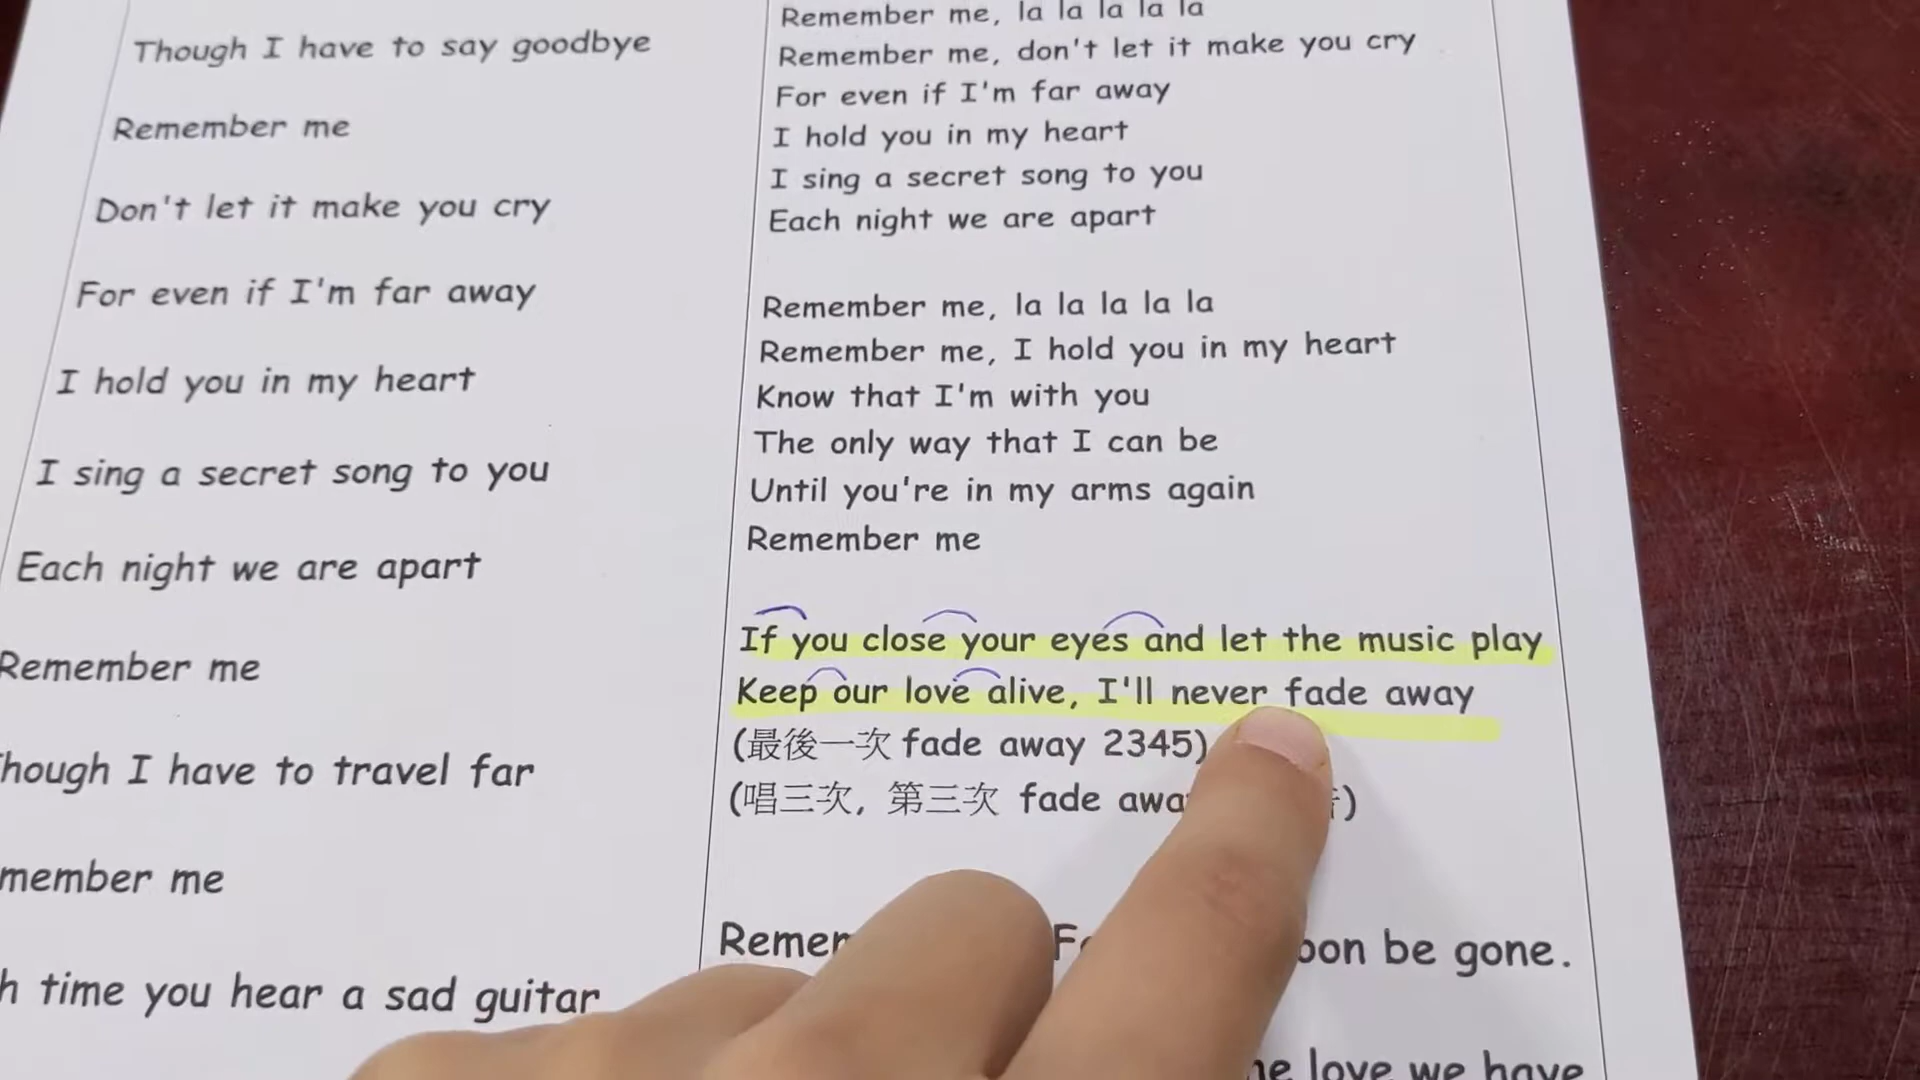 Though I have to say goodbye
Remember me
Don't let it make you cry
For even if I'm far away
I hold you in my heart
I sing a secret song to you
Each night we are apart
Remember me
hough I have to travel far
member me
h time you hear a sad guitar
Remember me, la la la la la
Remember me, don't let it make you cry
For even if I'm far away
I hold you in my heart
I sing a secret song to you
Each night we are apart
Remember me, la la la la la
Remember me, I hold you in my heart
Know that I'm with you
The only way that I can be
Until you're in my arms again
Remember me
If you close your eyes and let the music play
Keep our love alive, I'll never fade away
(最後一次 fade away 2345)
(唱三次, 第三次 fade awa )
Remem F oon be gone.
he love we have